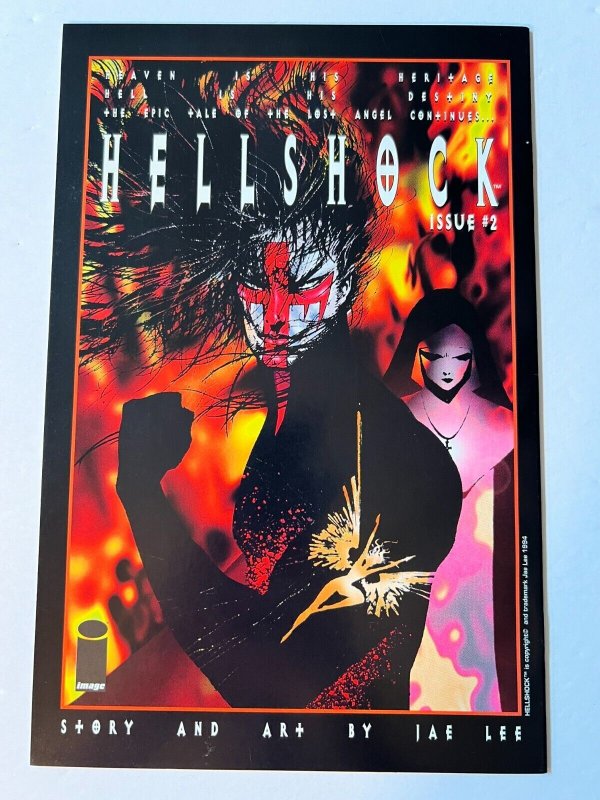 HEAVEN IS HIS HERITAGE
HELL IS HIS DESTINY
THE EPIC TALE OF THE LOST ANGEL CONTINUES...
HELLSHOCK™
ISSUE #2
HELLSHOCK™ is copyright© and trademark Jae Lee 1994
image
STORY AND ART BY JAE LEE